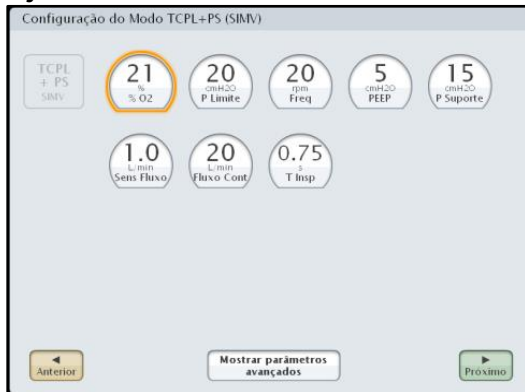 Configuração do Modo TCPL+PS (SIMV)
TCPL
+ PS
SIMV
21
%
% O2
20
cmH2O
P Limite
20
rpm
Freq
5
cmH2O
PEEP
15
cmH2O
P Suporte
1.0
L/min
Sens Fluxo
20
L/min
Fluxo Cont
0.75
s
T Insp
Anterior
Mostrar parâmetros
avançados
Próximo